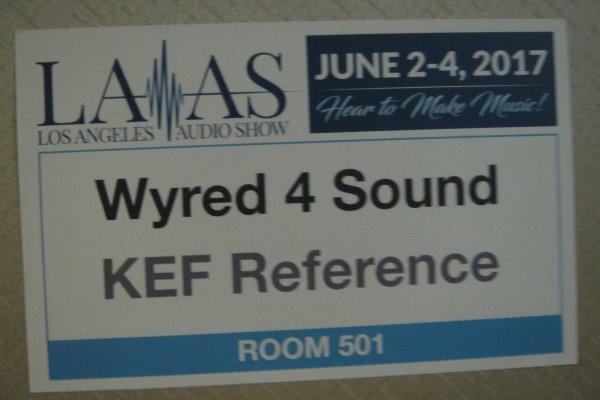 LAAS
LOS ANGELES AUDIO SHOW
JUNE 2-4, 2017
Hear to Make Music!
Wyred 4 Sound
KEF Reference
ROOM 501